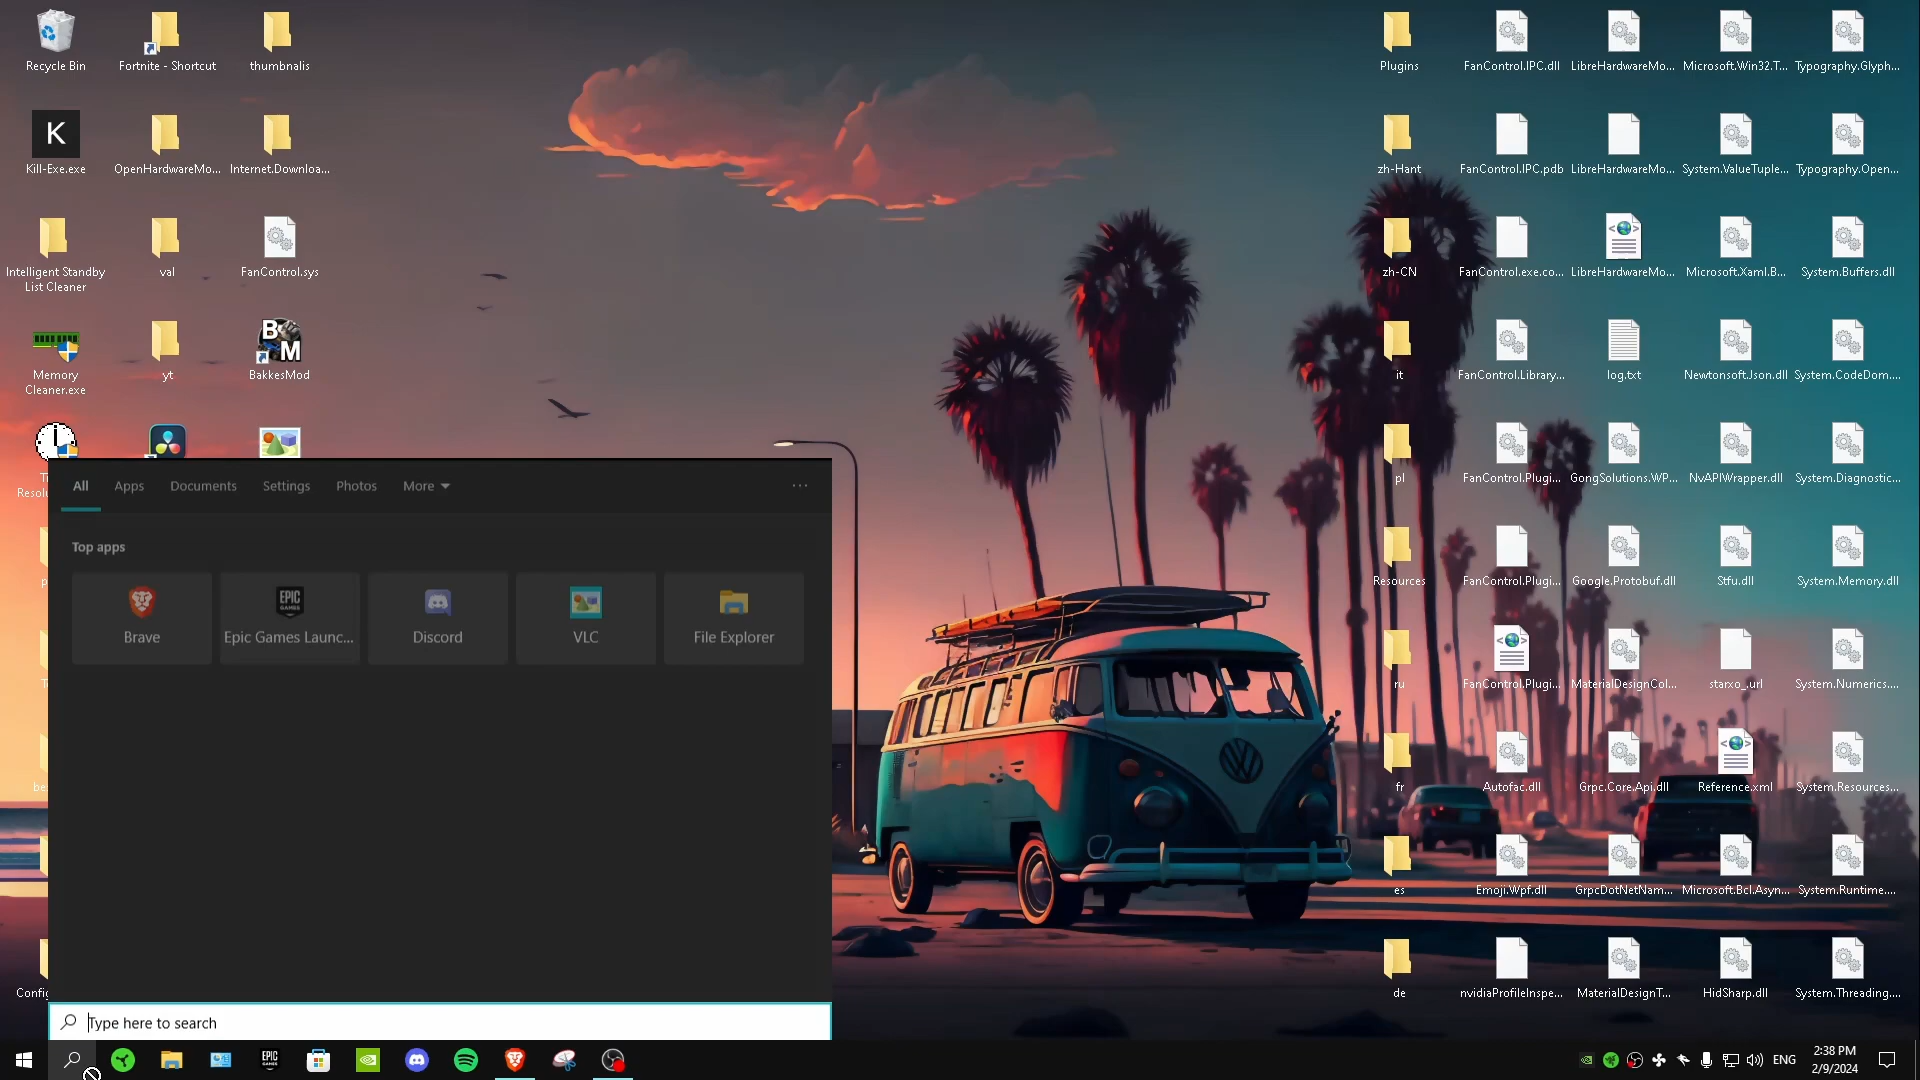 Recycle Bin
Fortnite - Shortcut
thumbnalis
K
Kill-Exe.exe
OpenHardwareMo...
Internet.Downloa...
Intelligent Standby
List Cleaner
val
FanControl.sys
Memory
Cleaner.exe
yt
B
M
BakkesMod
Plugins
FanControl.IPC.dll
LibreHardwareMo...
Microsoft.Win32.T...
Typography.Glyph...
zh-Hant
FanControl.IPC.pdb
LibreHardwareMo...
System.ValueTuple...
Typography.Open...
zh-CN
FanControl.exe.co...
LibreHardwareMo...
Microsoft.Xaml.B...
System.Buffers.dll
it
FanControl.Library...
log.txt
Newtonsoft.Json.dll
System.CodeDom....
pl
FanControl.Plugi...
GongSolutions.WP...
NvAPIWrapper.dll
System.Diagnostic...
Resources
FanControl.Plugi...
Google.Protobuf.dll
Stfu.dll
System.Memory.dll
ru
FanControl.Plugi...
MaterialDesignCol...
starxo_.url
System.Numerics....
fr
Autofac.dll
Grpc.Core.Api.dll
Reference.xml
System.Resources...
es
Emoji.Wpf.dll
GrpcDotNetNam...
Microsoft.Bcl.Asyn...
System.Runtime....
de
nvidiaProfileInspe...
MaterialDesignT...
HidSharp.dll
System.Threading....
All
Apps
Documents
Settings
Photos
More
...
Top apps
Brave
EPIC
GAMES
Epic Games Launc...
Discord
VLC
File Explorer
Type here to search
EPIC
GAMES
ENG
2:38 PM
2/9/2024